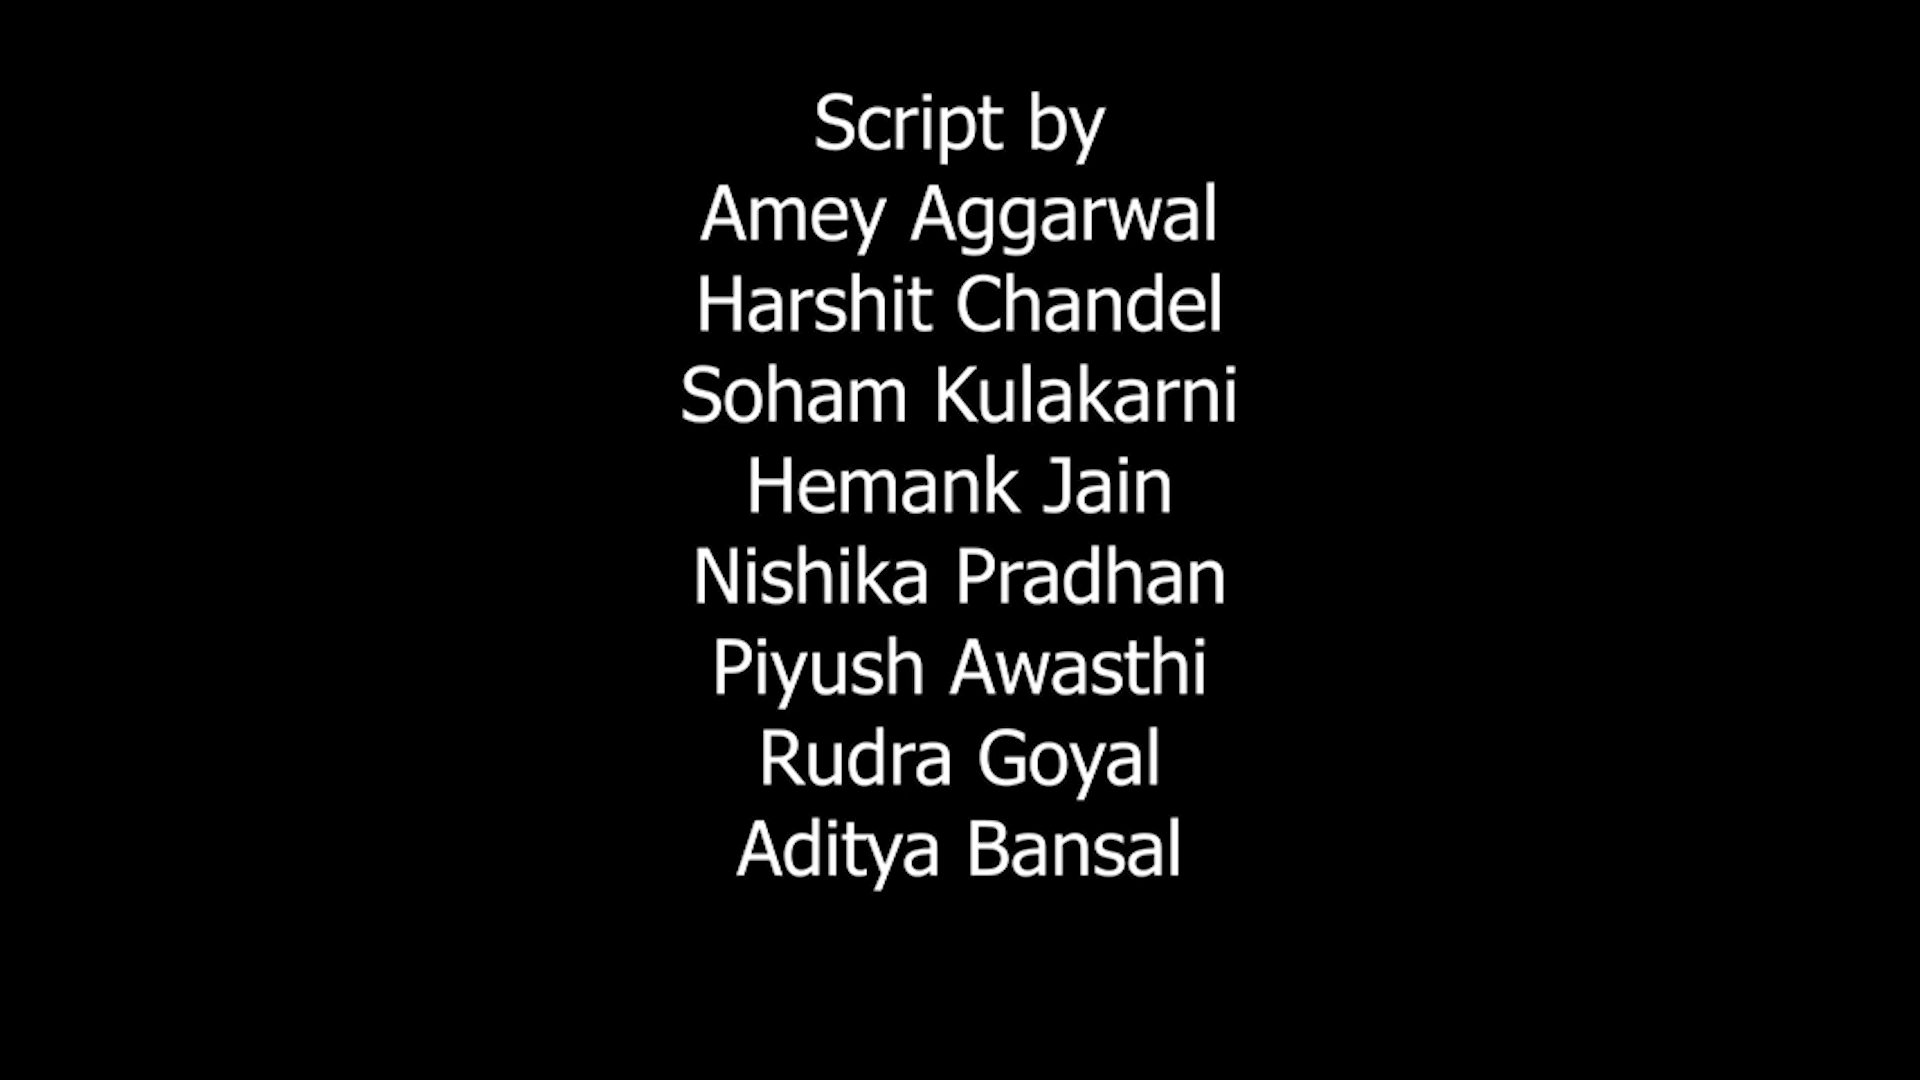 Script by
Amey Aggarwal
Harshit Chandel
Soham Kulakarni
Hemank Jain
Nishika Pradhan
Piyush Awasthi
Rudra Goyal
Aditya Bansal